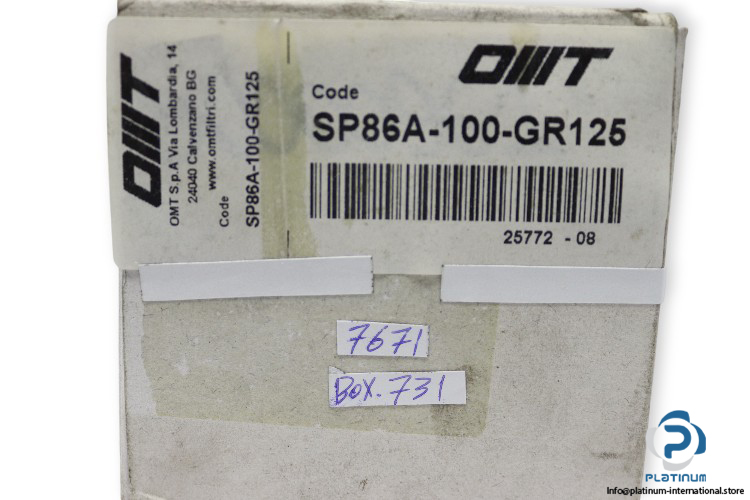 OMT
OMT S.p.A Via Lombardia, 14
24040 Calvenzano BG
www.omtfiltri.com
Code
SP86A-100-GR125
OMT
Code
SP86A-100-GR125
25772 - 08
7671
BOX.731
PLATINUM
Info@platinum-international.store